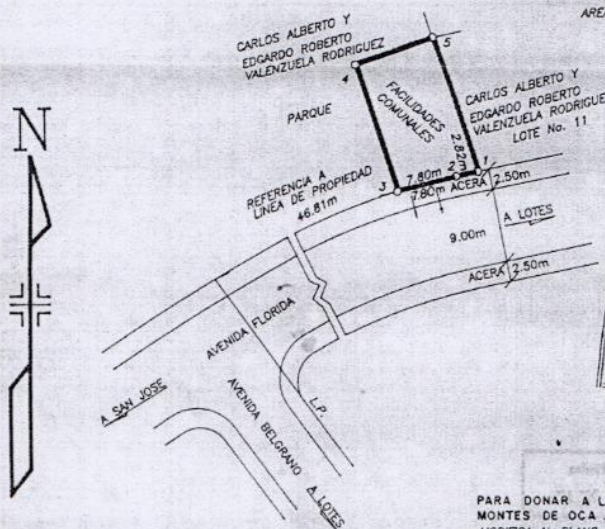 AREA
CARLOS ALBERTO Y
EDGARDO ROBERTO
VALENZUELA RODRIGUEZ
5
4
PARQUE
FACILIDADES
COMUNALES
CARLOS ALBERTO Y
EDGARDO ROBERTO
VALENZUELA RODRIGUE
LOTE No. 11
2.82m
1
2
3
7.80m
7.80m
ACERA
2.50m
REFERENCIA A
LINEA DE PROPIEDAD
46.81m
A LOTES
9.00m
ACERA
2.50m
N
AVENIDA FLORIDA
A SAN JOSE
AVENIDA BELGRANO
L.P.
A LOTES
PARA DONAR A L
MONTES DE OCA